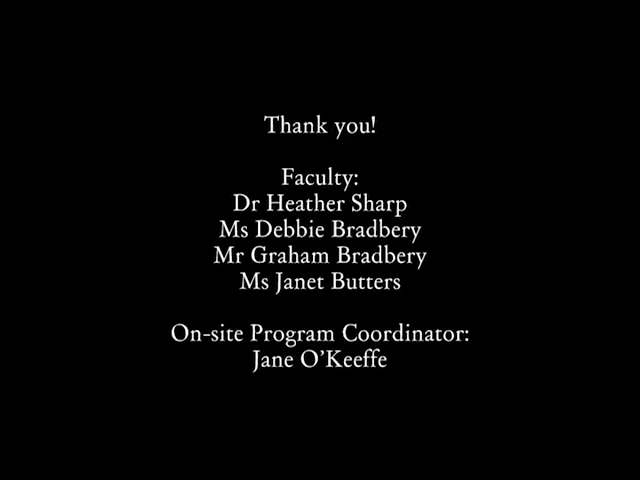 Thank you!
Faculty:
Dr Heather Sharp
Ms Debbie Bradbery
Mr Graham Bradbery
Ms Janet Butters
On-site Program Coordinator:
Jane O'Keeffe